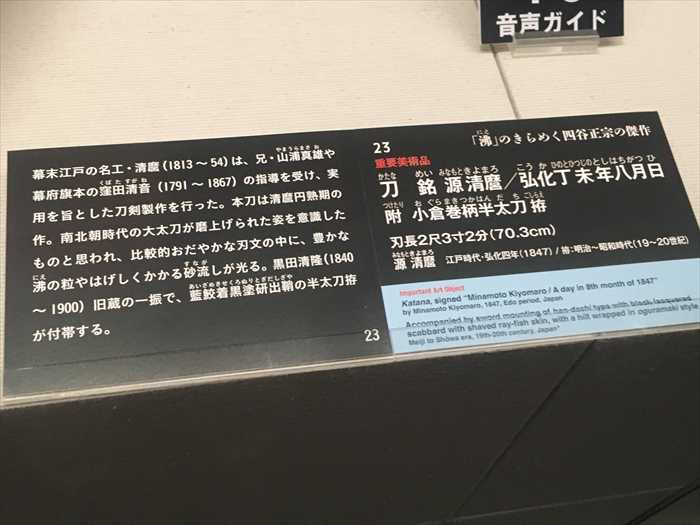 音声ガイド
幕末江戸の名工・清麿（1813～54）は、兄・山浦真雄や
幕府旗本の窪田清音（1791～1867）の指導を受け、実
用を旨とした刀剣製作を行った。本刀は清麿円熟期の
作。南北朝時代の大太刀が磨上げられた姿を意識した
ものと思われ、比較的おだやかな刃文の中に、豊かな
沸の粒やはげしくかかる砂流しが光る。黒田清隆(1840
～1900）旧蔵の一振で、藍鮫着黒塗研出鞘の半太刀拵
が付帯する。
23
23
「沸」のきらめく四谷正宗の傑作
重要美術品
刀 銘 源清麿／弘化丁未年八月日
附 小倉巻柄半太刀拵
刃長2尺3寸2分（70.3cm）
源清麿 江戸時代・弘化四年（1847）/ 拵：明治～昭和時代（19～20世紀）
Important Art Object
Katana, signed "Minamoto Kiyomaro / A day in 8th month of 1847"
by Minamoto Kiyomaro, 1847, Edo period, Japan
Accompanied by sword mounting of han-dachi type with black-lacquered
scabbard with shaved ray-fish skin, with a hilt wrapped in oguramaki style
Meiji to Shōwa era, 19th-20th century, Japan"